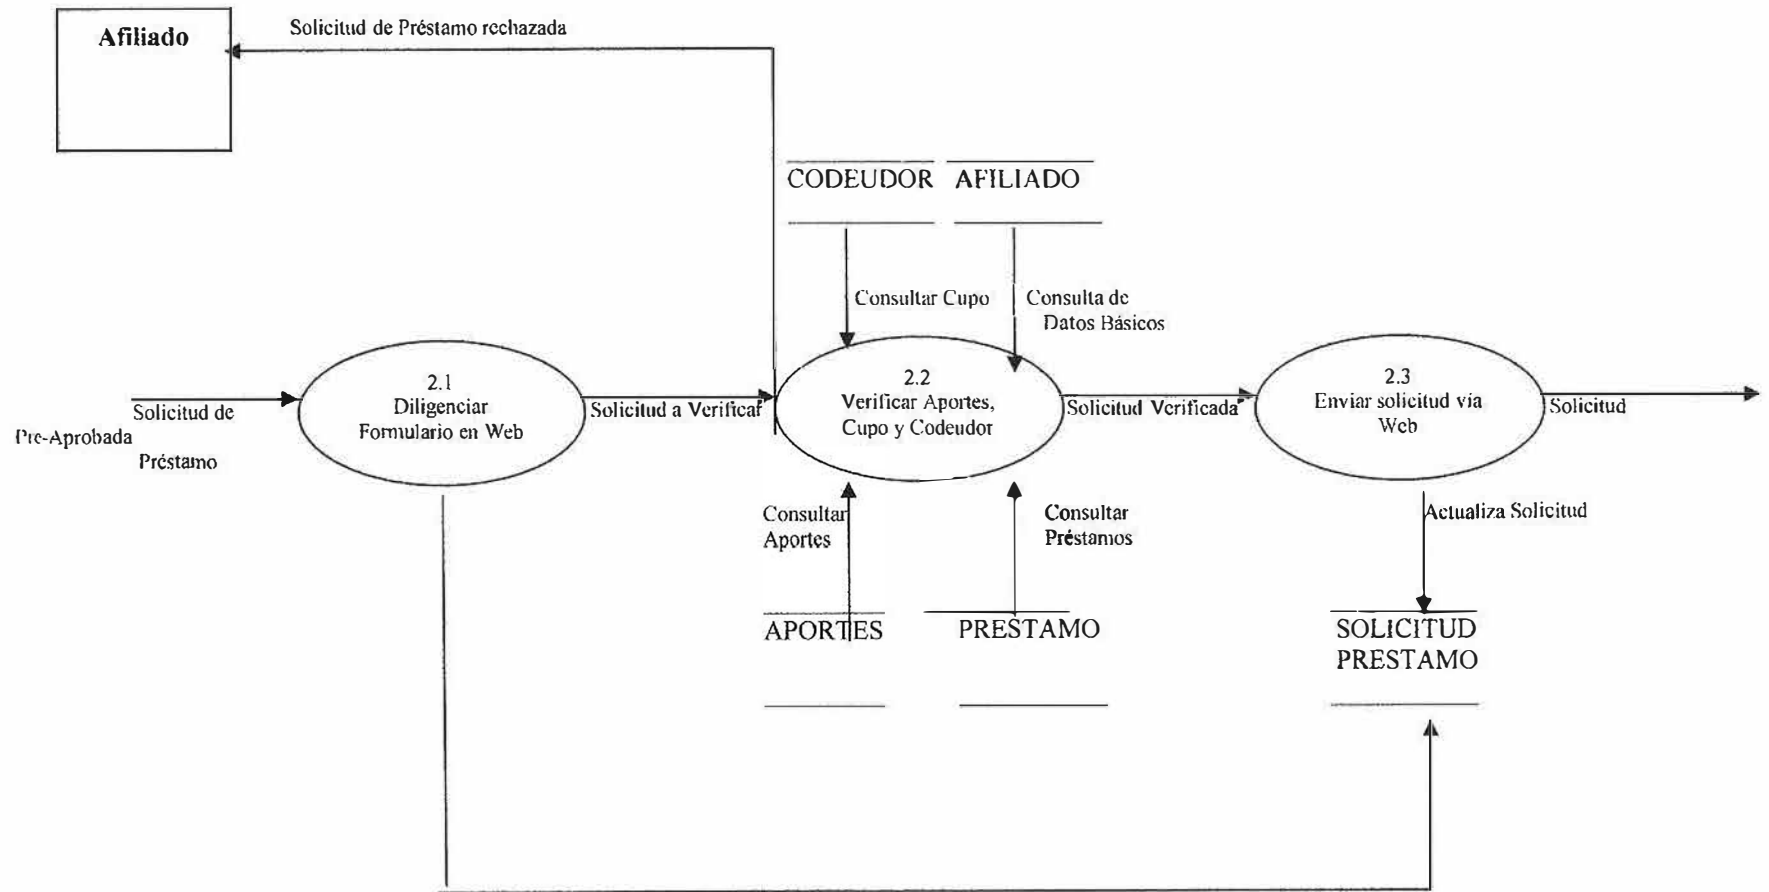 Afiliado
Solicitud de Préstamo rechazada
CODEUDOR
AFILIADO
Consultar Cupo
Consulta de
Datos Básicos
Solicitud de
Pre-Aprobada
Préstamo
2.1
Diligenciar
Formulario en Web
Solicitud a Verificar
2.2
Verificar Aportes,
Cupo y Codeudor
Solicitud Verificada
2.3
Enviar solicitud vía
Web
Solicitud
Consultar
Aportes
Consultar
Préstamos
Actualiza Solicitud
APORTES
PRESTAMO
SOLICITUD
PRESTAMO